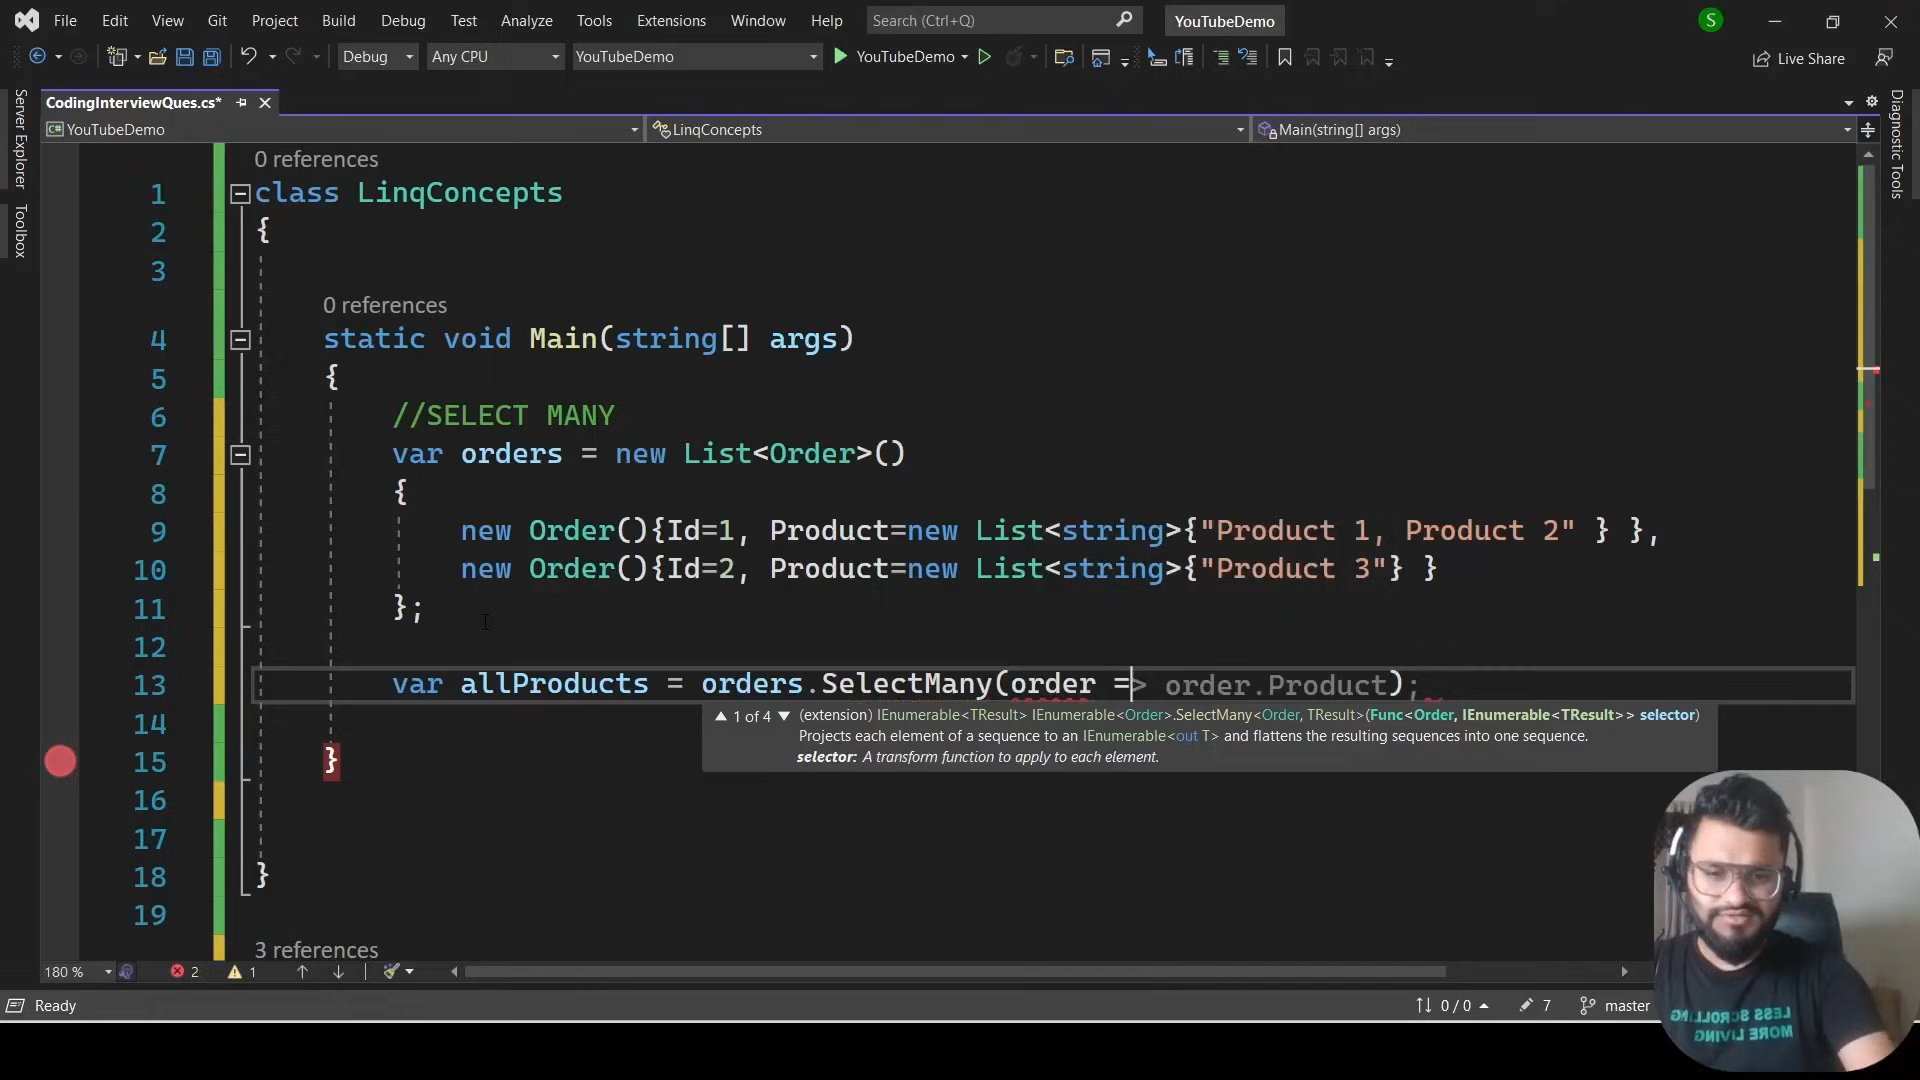 File Edit View Git Project Build Debug Test Analyze Tools Extensions Window Help Search (Ctrl+Q) YouTubeDemo S
Debug Any CPU YouTubeDemo YouTubeDemo Live Share
Server Explorer
Toolbox
Diagnostic Tools
CodingInterviewQues.cs*
C# YouTubeDemo LinqConcepts Main(string[] args)
0 references
1 class LinqConcepts
2 {
3
0 references
4 static void Main(string[] args)
5 {
6 //SELECT MANY
7 var orders = new List<Order>()
8 {
9 new Order(){Id=1, Product=new List<string>{"Product 1, Product 2" } },
10 new Order(){Id=2, Product=new List<string>{"Product 3"} }
11 };
12
13 var allProducts = orders.SelectMany(order => order.Product);
1 of 4 (extension) IEnumerable<TResult> IEnumerable<Order>.SelectMany<Order, TResult>(Func<Order, IEnumerable<TResult>> selector)
Projects each element of a sequence to an IEnumerable<out T> and flattens the resulting sequences into one sequence.
selector: A transform function to apply to each element.
14
15 }
16
17
18 }
19
3 references
180 % 2 1
Ready 0 / 0 7 master
LESS SCROLLING
MORE LIVING